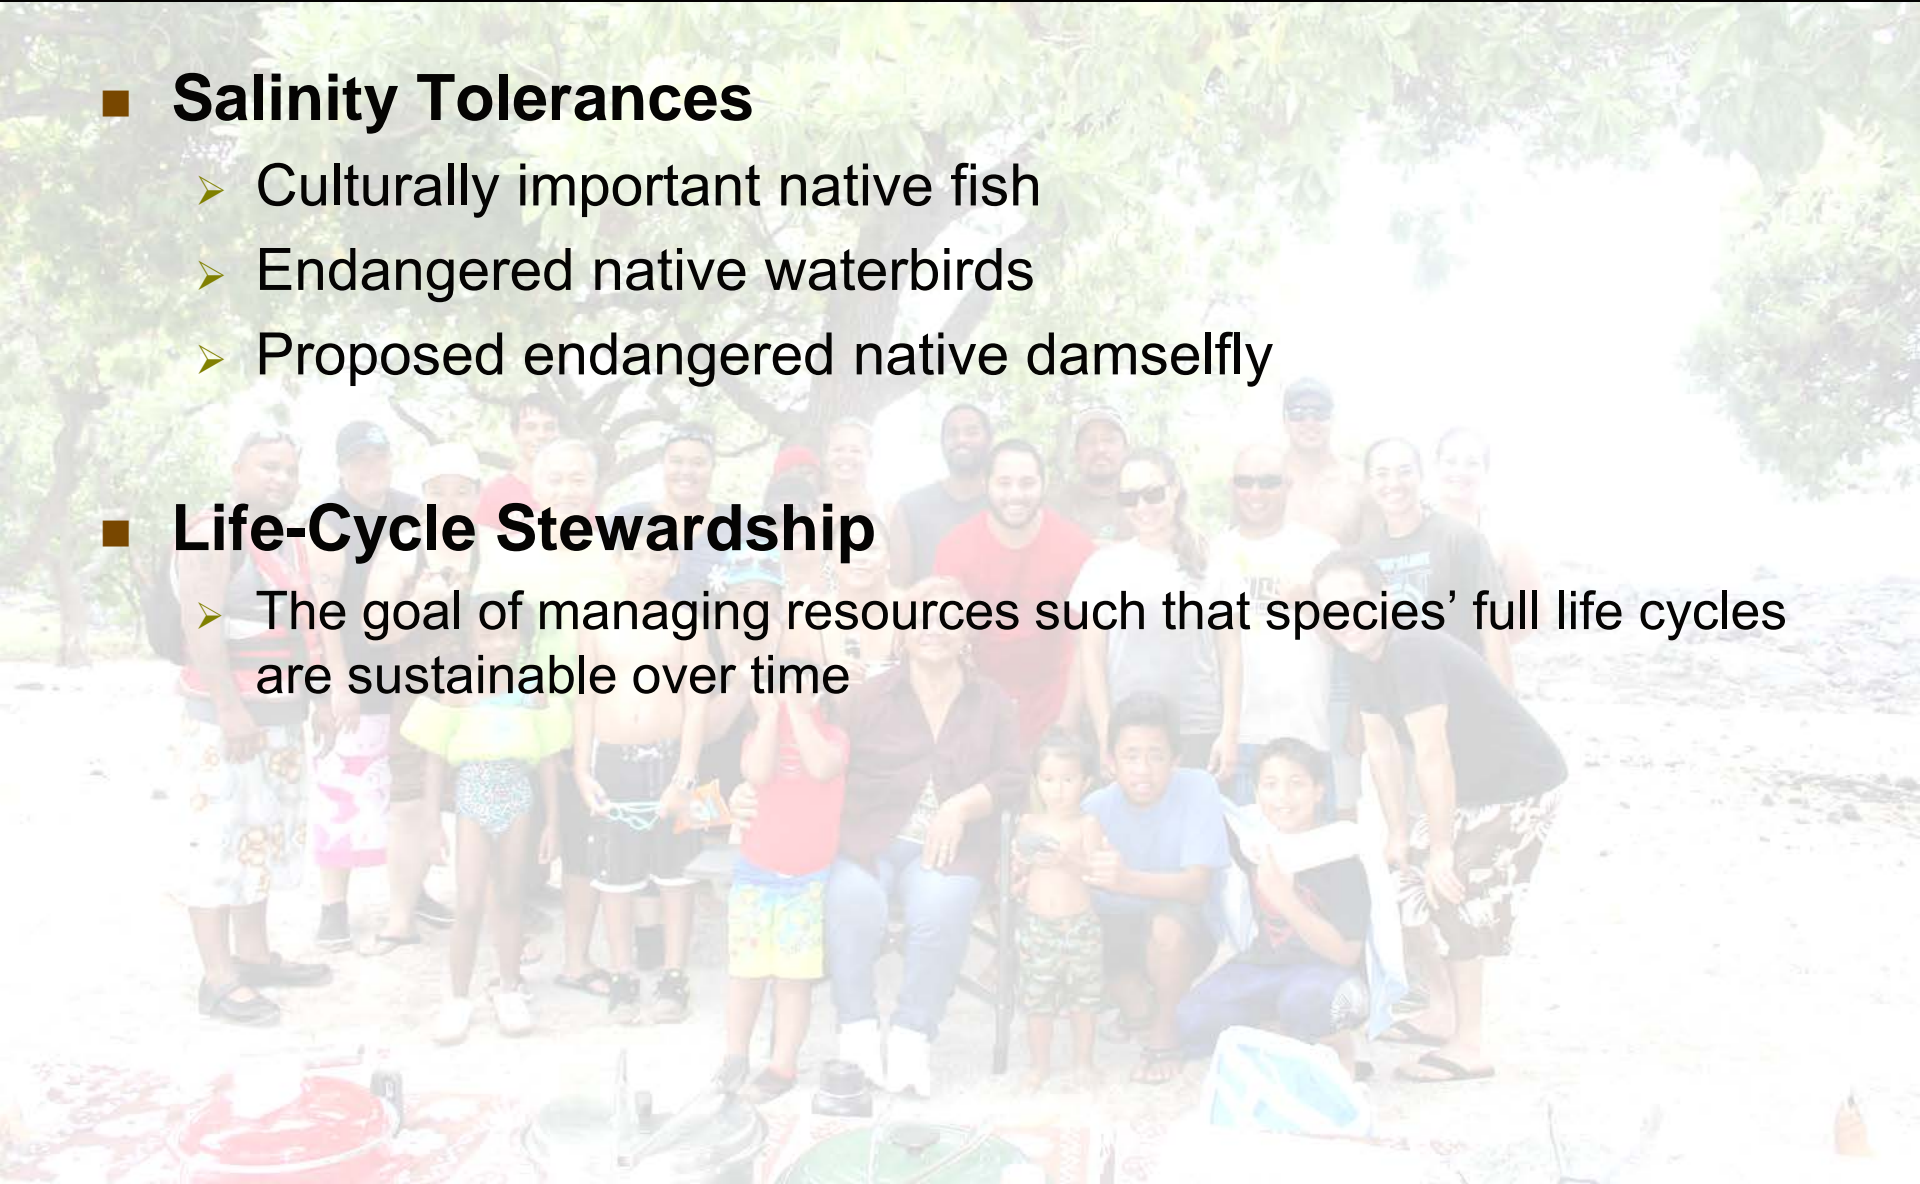 ■ Salinity Tolerances
➢ Culturally important native fish
➢ Endangered native waterbirds
➢ Proposed endangered native damselfly
■ Life-Cycle Stewardship
➢ The goal of managing resources such that species’ full life cycles
are sustainable over time